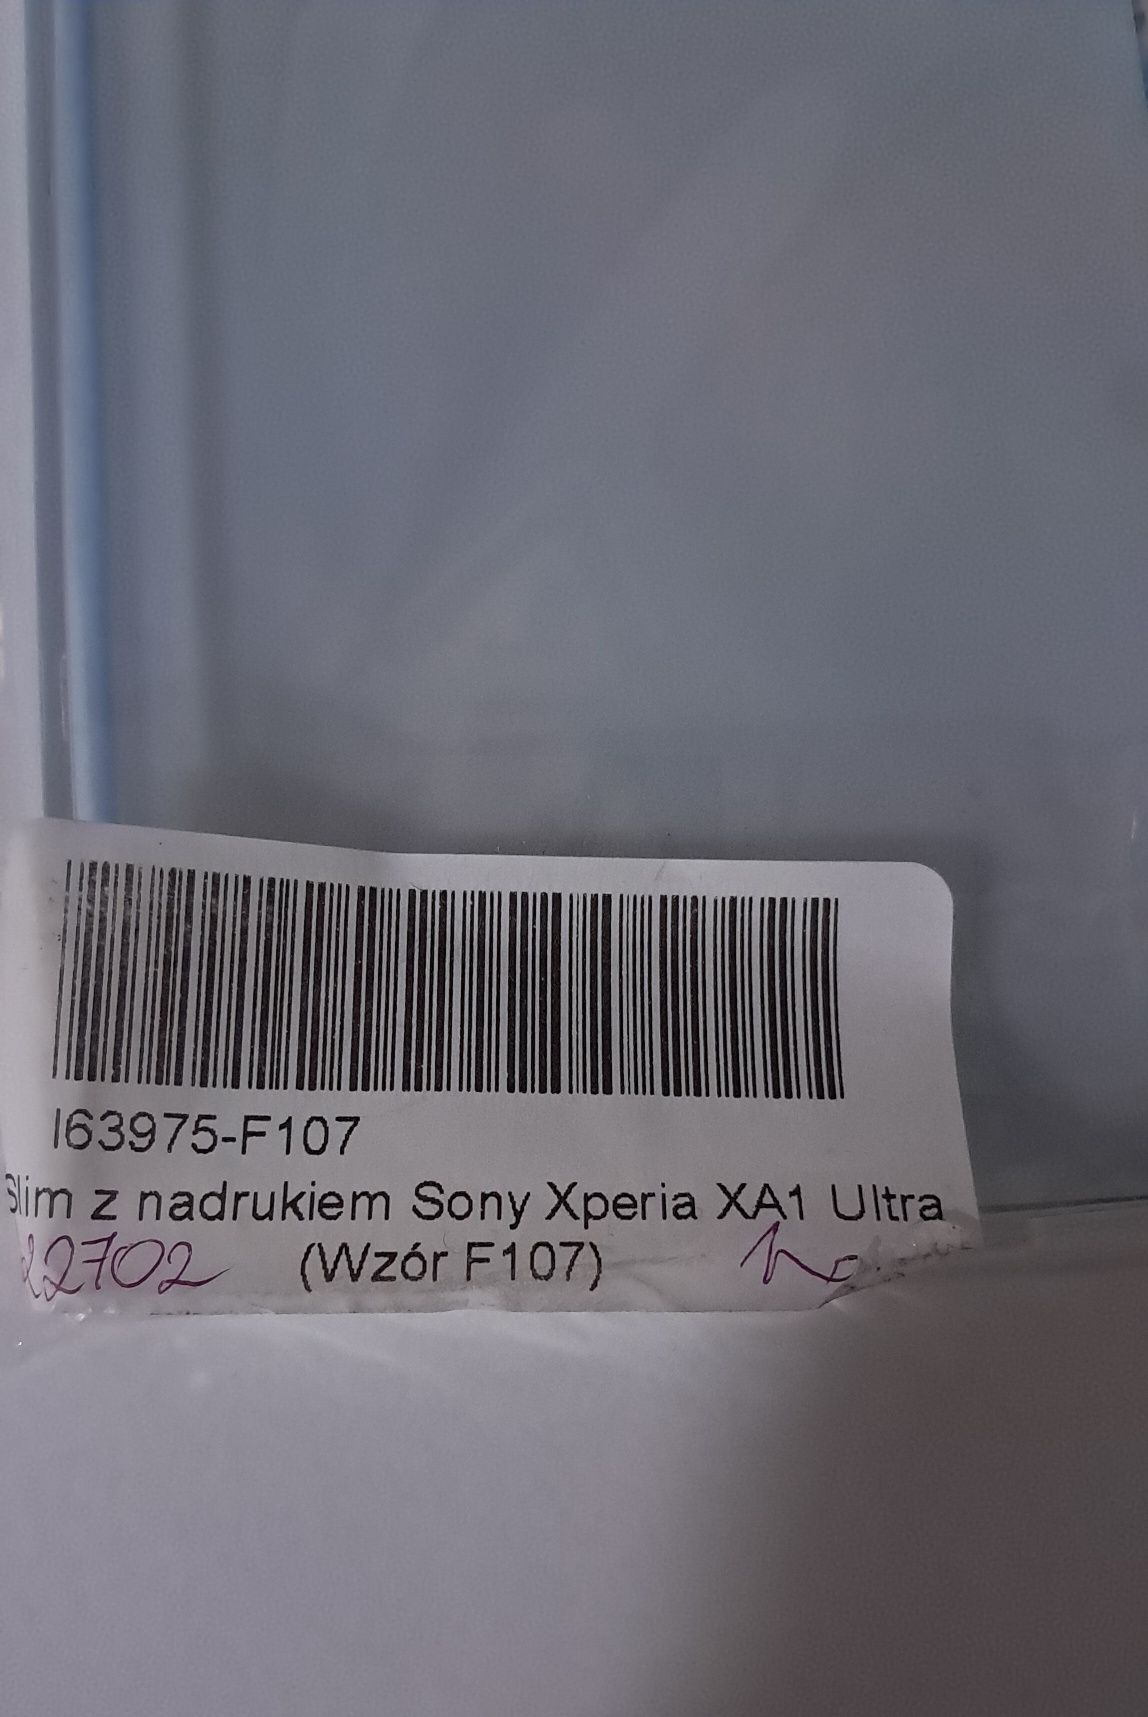 I63975-F107
Slim z nadrukiem Sony Xperia XA1 Ultra
22702 (Wzór F107)